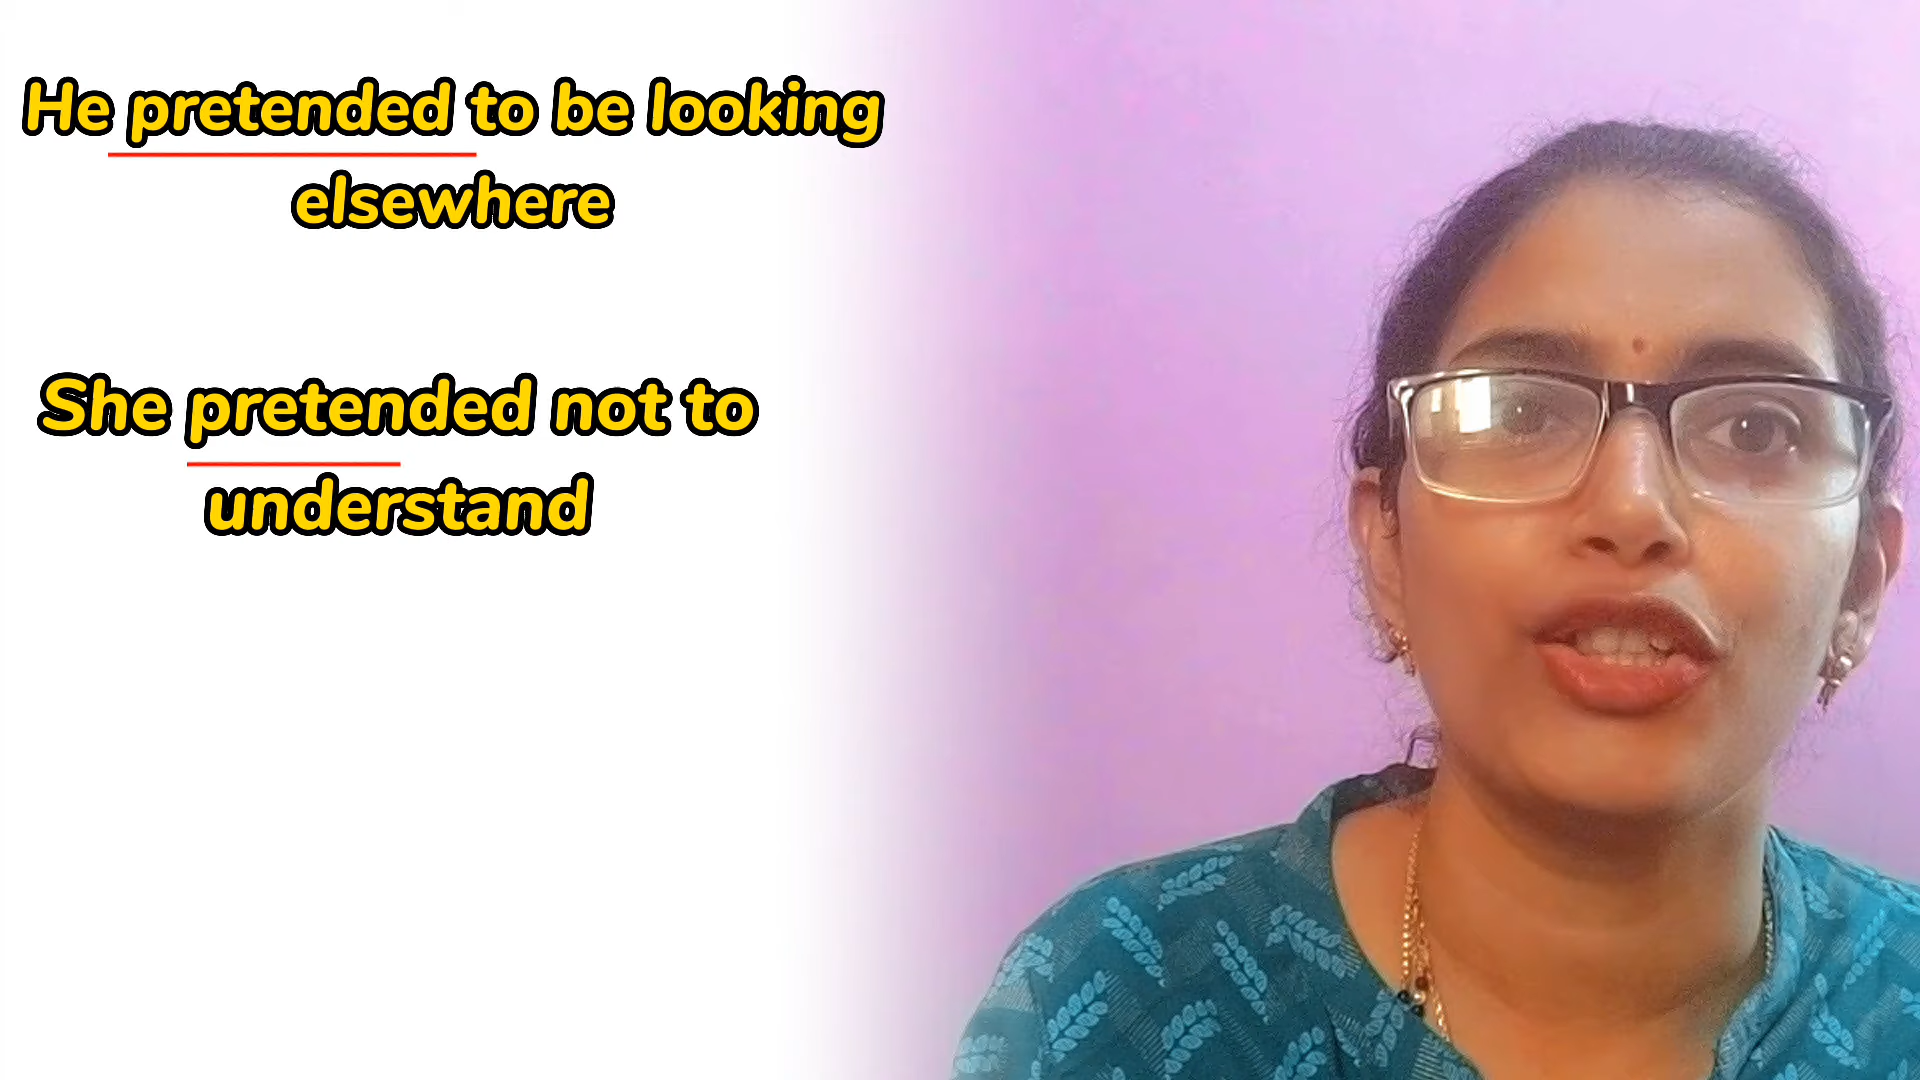 He pretended to be looking
elsewhere
She pretended not to
understand